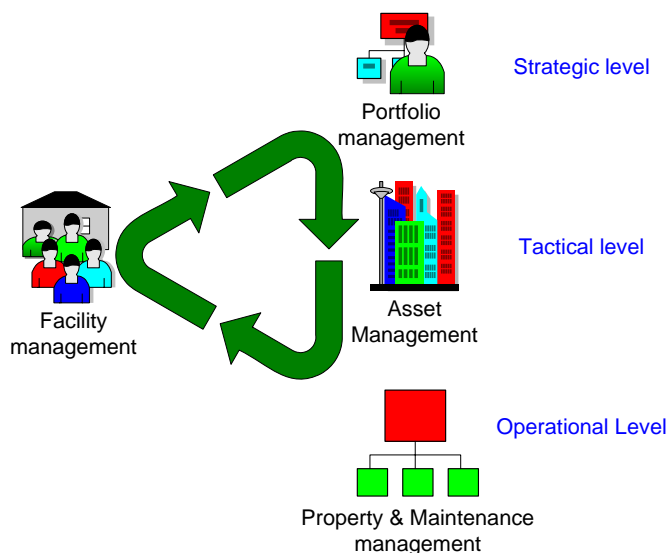 Strategic level
Portfolio
management
Tactical level
Facility
management
Asset
Management
Operational Level
Property & Maintenance
management